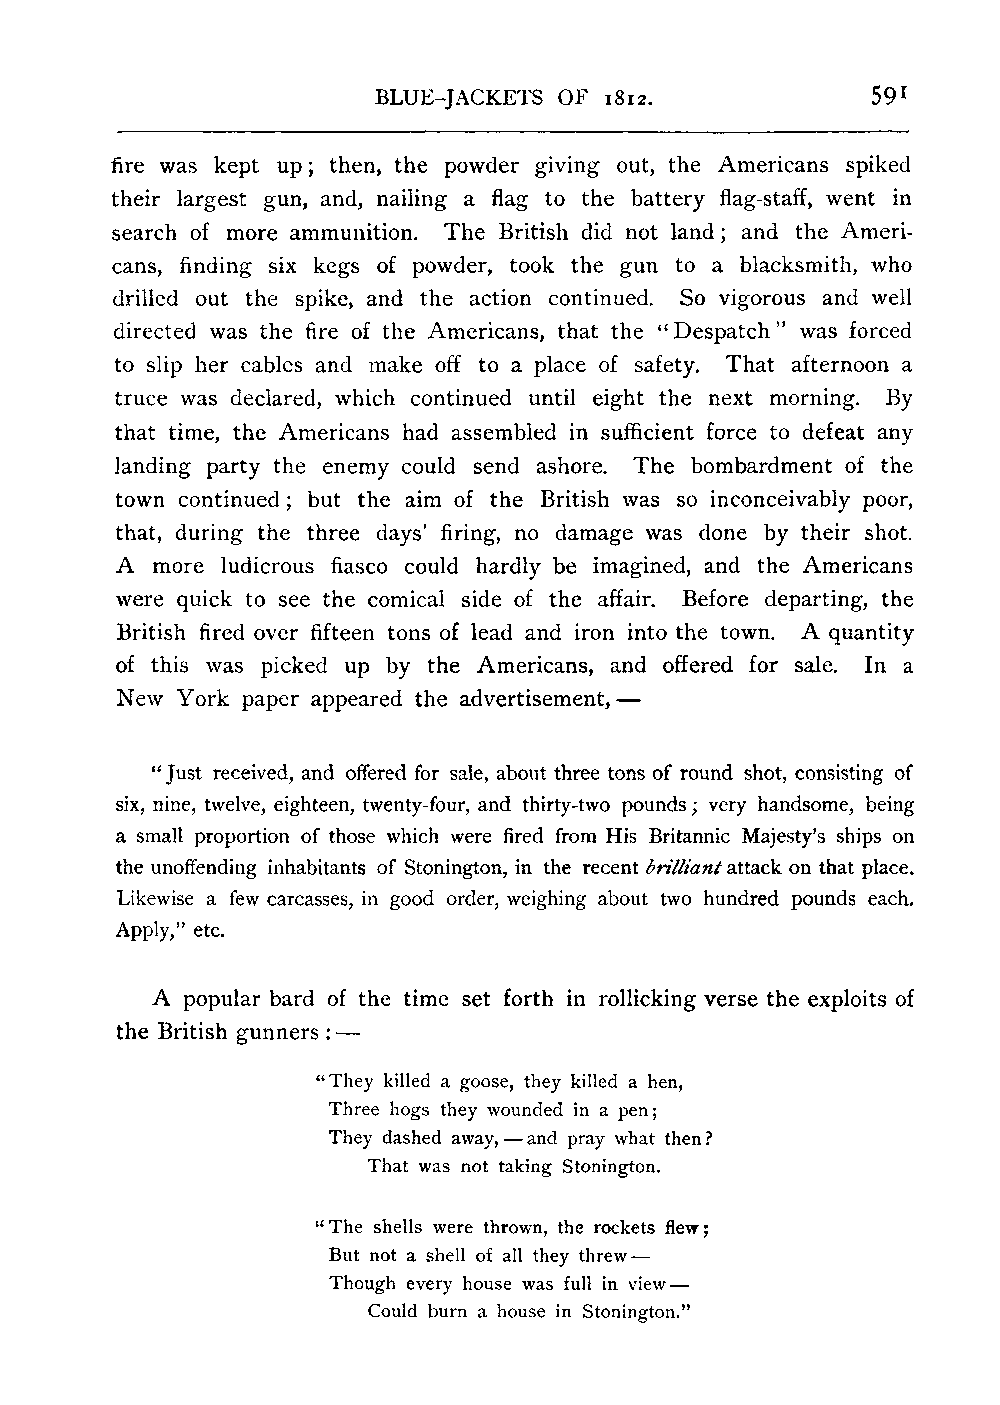 BLUE-JACKETS OF 1812. 591
fire was kept up; then, the powder giving out, the Americans spiked
their largest gun, and, nailing a flag to the battery flag-staff, went in
search of more ammunition. The British did not land; and the Ameri-
cans, finding six kegs of powder, took the gun to a blacksmith, who
drilled out the spike, and the action continued. So vigorous and well
directed was the fire of the Americans, that the “Despatch” was forced
to slip her cables and make off to a place of safety. That afternoon a
truce was declared, which continued until eight the next morning. By
that time, the Americans had assembled in sufficient force to defeat any
landing party the enemy could send ashore. The bombardment of the
town continued; but the aim of the British was so inconceivably poor,
that, during the three days' firing, no damage was done by their shot.
A more ludicrous fiasco could hardly be imagined, and the Americans
were quick to see the comical side of the affair. Before departing, the
British fired over fifteen tons of lead and iron into the town. A quantity
of this was picked up by the Americans, and offered for sale. In a
New York paper appeared the advertisement,—
“Just received, and offered for sale, about three tons of round shot, consisting of
six, nine, twelve, eighteen, twenty-four, and thirty-two pounds; very handsome, being
a small proportion of those which were fired from His Britannic Majesty's ships on
the unoffending inhabitants of Stonington, in the recent brilliant attack on that place.
Likewise a few carcasses, in good order, weighing about two hundred pounds each.
Apply,” etc.
A popular bard of the time set forth in rollicking verse the exploits of
the British gunners:—
“They killed a goose, they killed a hen,
Three hogs they wounded in a pen;
They dashed away,—and pray what then?
That was not taking Stonington.
“The shells were thrown, the rockets flew;
But not a shell of all they threw—
Though every house was full in view—
Could burn a house in Stonington.”